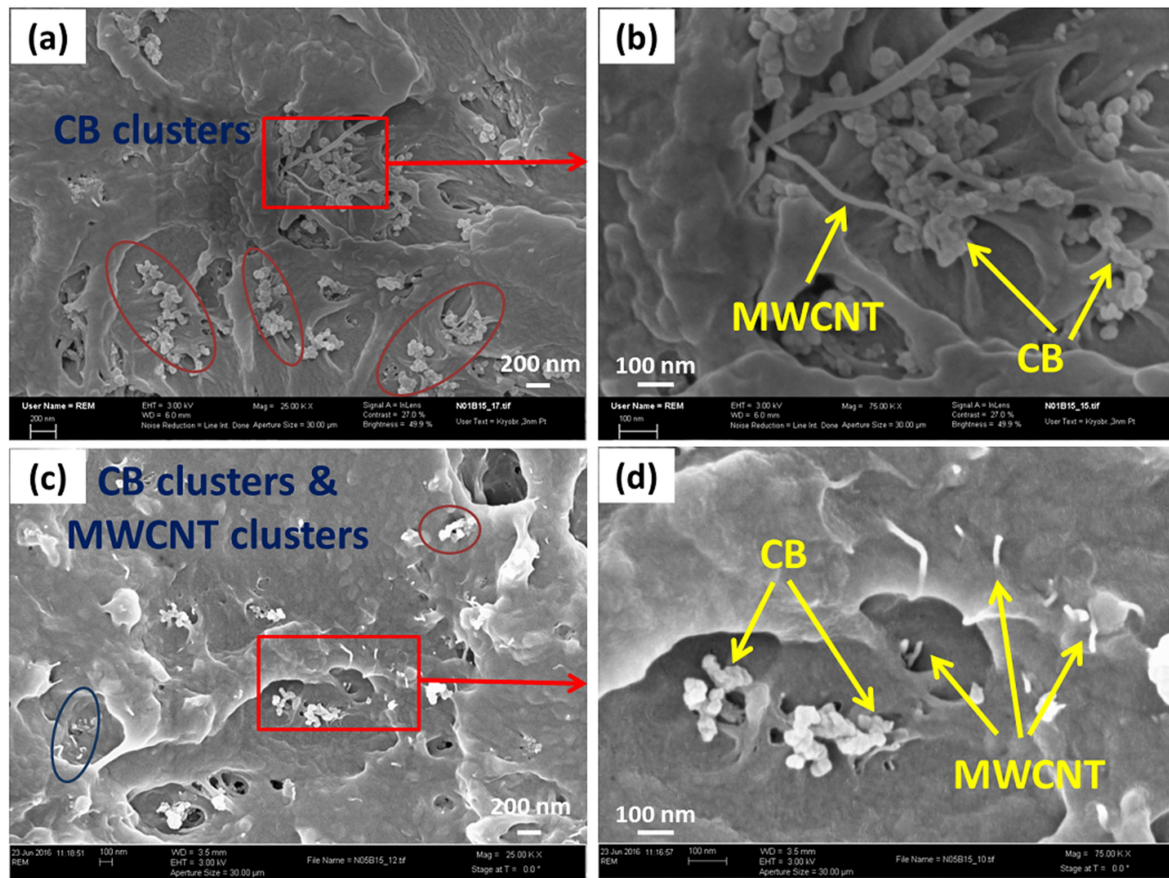 (a)
CB clusters
200 nm
User Name = REM
EHT = 3.00 kV
Mag = 25.00 K X
Signal A = InLens
N01B15_17.tif
WD = 6.0 mm
Contrast = 27.0 %
200 nm
Noise Reduction = Line Int. Done
Aperture Size = 30.00 µm
Brightness = 49.9 %
User Text = Kryobr.,3nm Pt
(b)
MWCNT
CB
100 nm
User Name = REM
EHT = 3.00 kV
Mag = 75.00 K X
Signal A = InLens
N01B15_15.tif
WD = 6.0 mm
Contrast = 27.0 %
100 nm
Noise Reduction = Line Int. Done
Aperture Size = 30.00 µm
Brightness = 49.9 %
User Text = Kryobr.,3nm Pt
(c)
CB clusters &
MWCNT clusters
200 nm
23 Jun 2016 11:18:51
100 nm
WD = 3.5 mm
Mag = 25.00 K X
REM
EHT = 3.00 kV
File Name = N05B15_12.tif
Aperture Size = 30.00 µm
Stage at T = 0.0 °
(d)
CB
MWCNT
100 nm
23 Jun 2016 11:16:57
100 nm
WD = 3.5 mm
Mag = 75.00 K X
REM
EHT = 3.00 kV
File Name = N05B15_10.tif
Aperture Size = 30.00 µm
Stage at T = 0.0 °